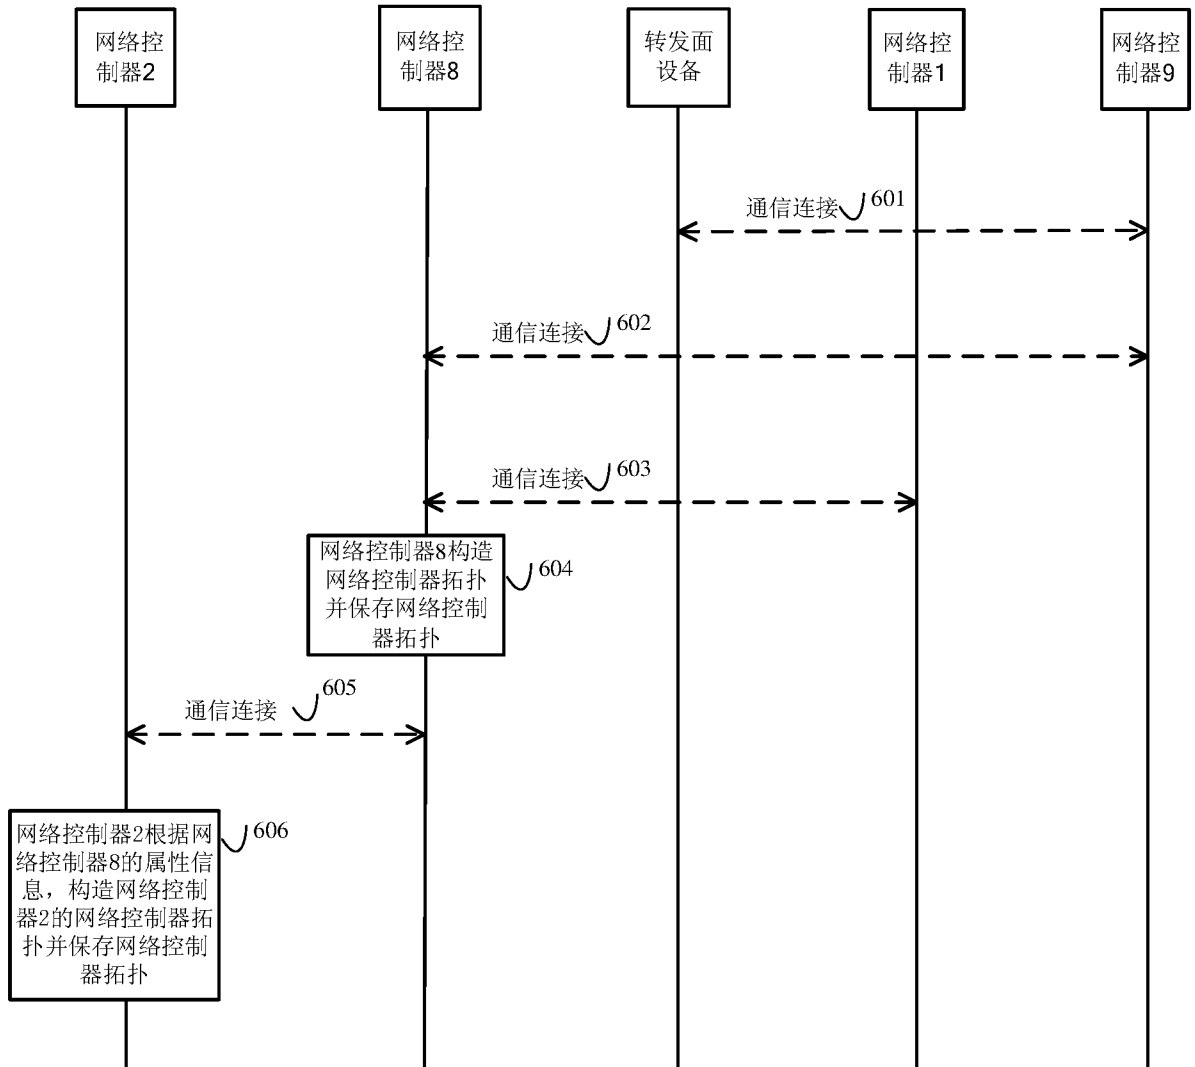 网络控
制器2
网络控
制器8
转发面
设备
网络控
制器1
网络控
制器9
通信连接
601
通信连接
602
通信连接
603
网络控制器8构造
网络控制器拓扑
并保存网络控制
器拓扑
604
通信连接
605
网络控制器2根据网
络控制器8的属性信
息，构造网络控制
器2的网络控制器拓
扑并保存网络控制
器拓扑
606